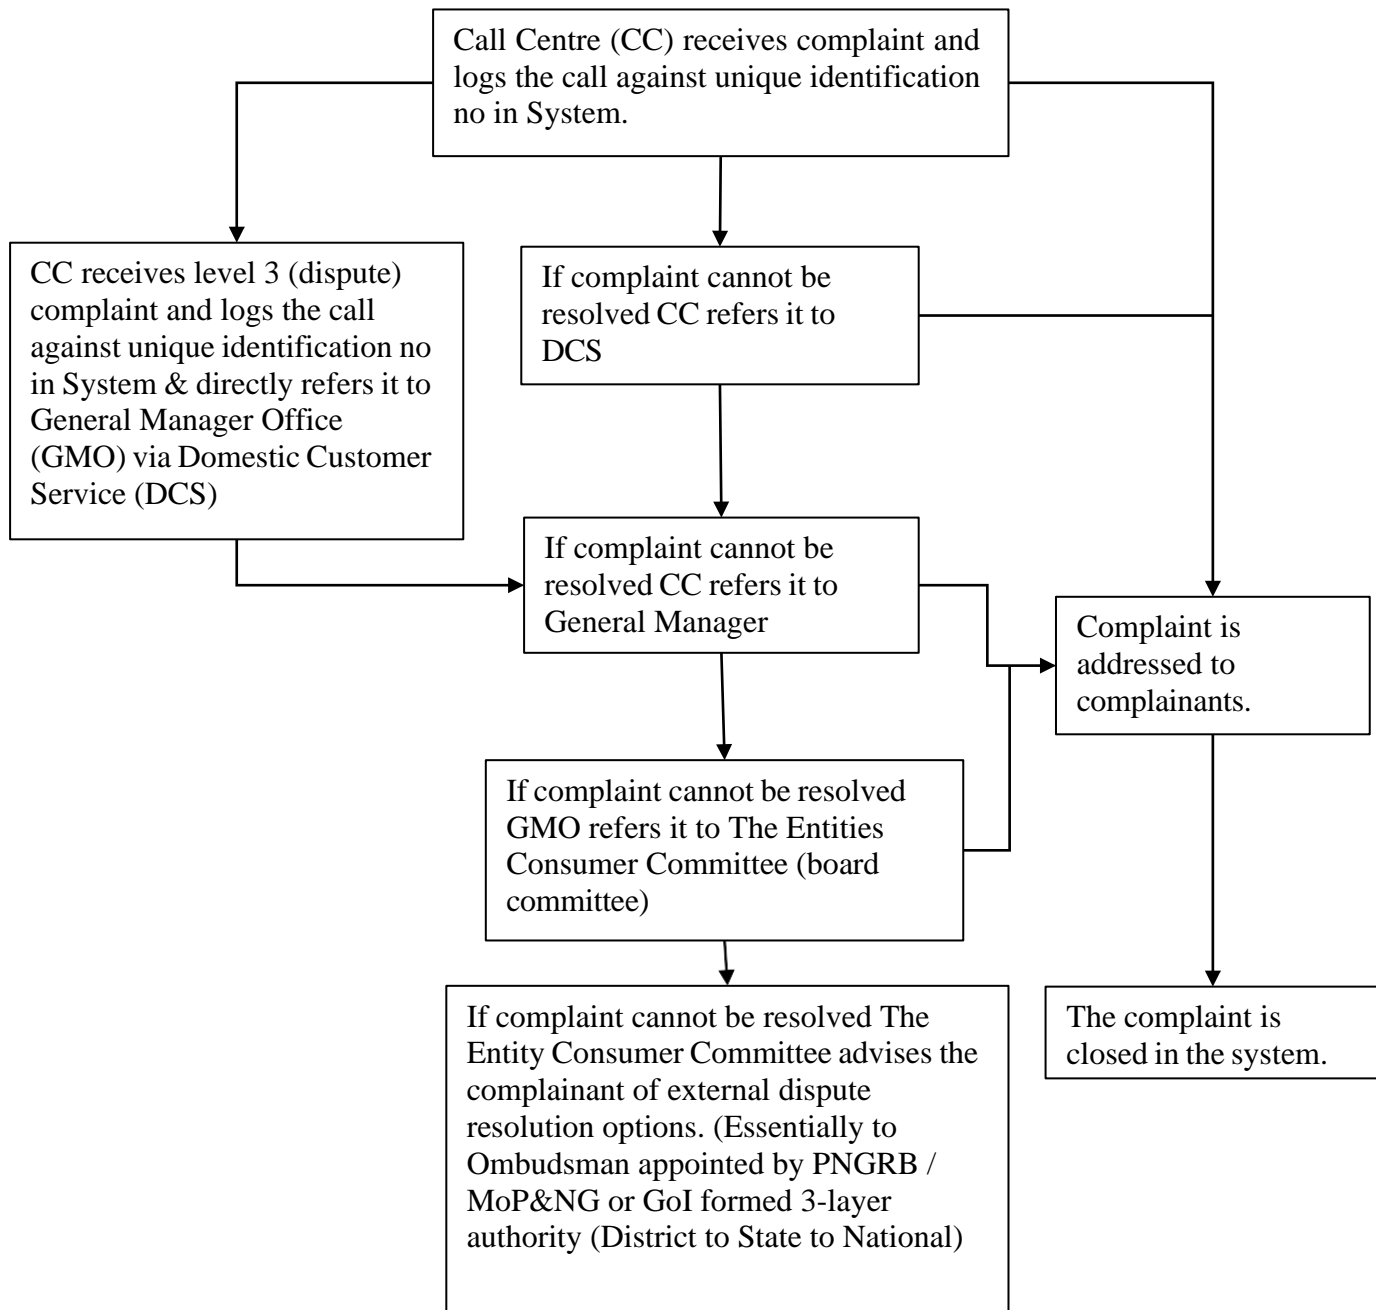 Call Centre (CC) receives complaint and
logs the call against unique identification
no in System.
CC receives level 3 (dispute)
complaint and logs the call
against unique identification no
in System & directly refers it to
General Manager Office
(GMO) via Domestic Customer
Service (DCS)
If complaint cannot be
resolved CC refers it to
DCS
If complaint cannot be
resolved CC refers it to
General Manager
Complaint is
addressed to
complainants.
If complaint cannot be resolved
GMO refers it to The Entities
Consumer Committee (board
committee)
If complaint cannot be resolved The
Entity Consumer Committee advises the
complainant of external dispute
resolution options. (Essentially to
Ombudsman appointed by PNGRB /
MoP&NG or GoI formed 3-layer
authority (District to State to National)
The complaint is
closed in the system.